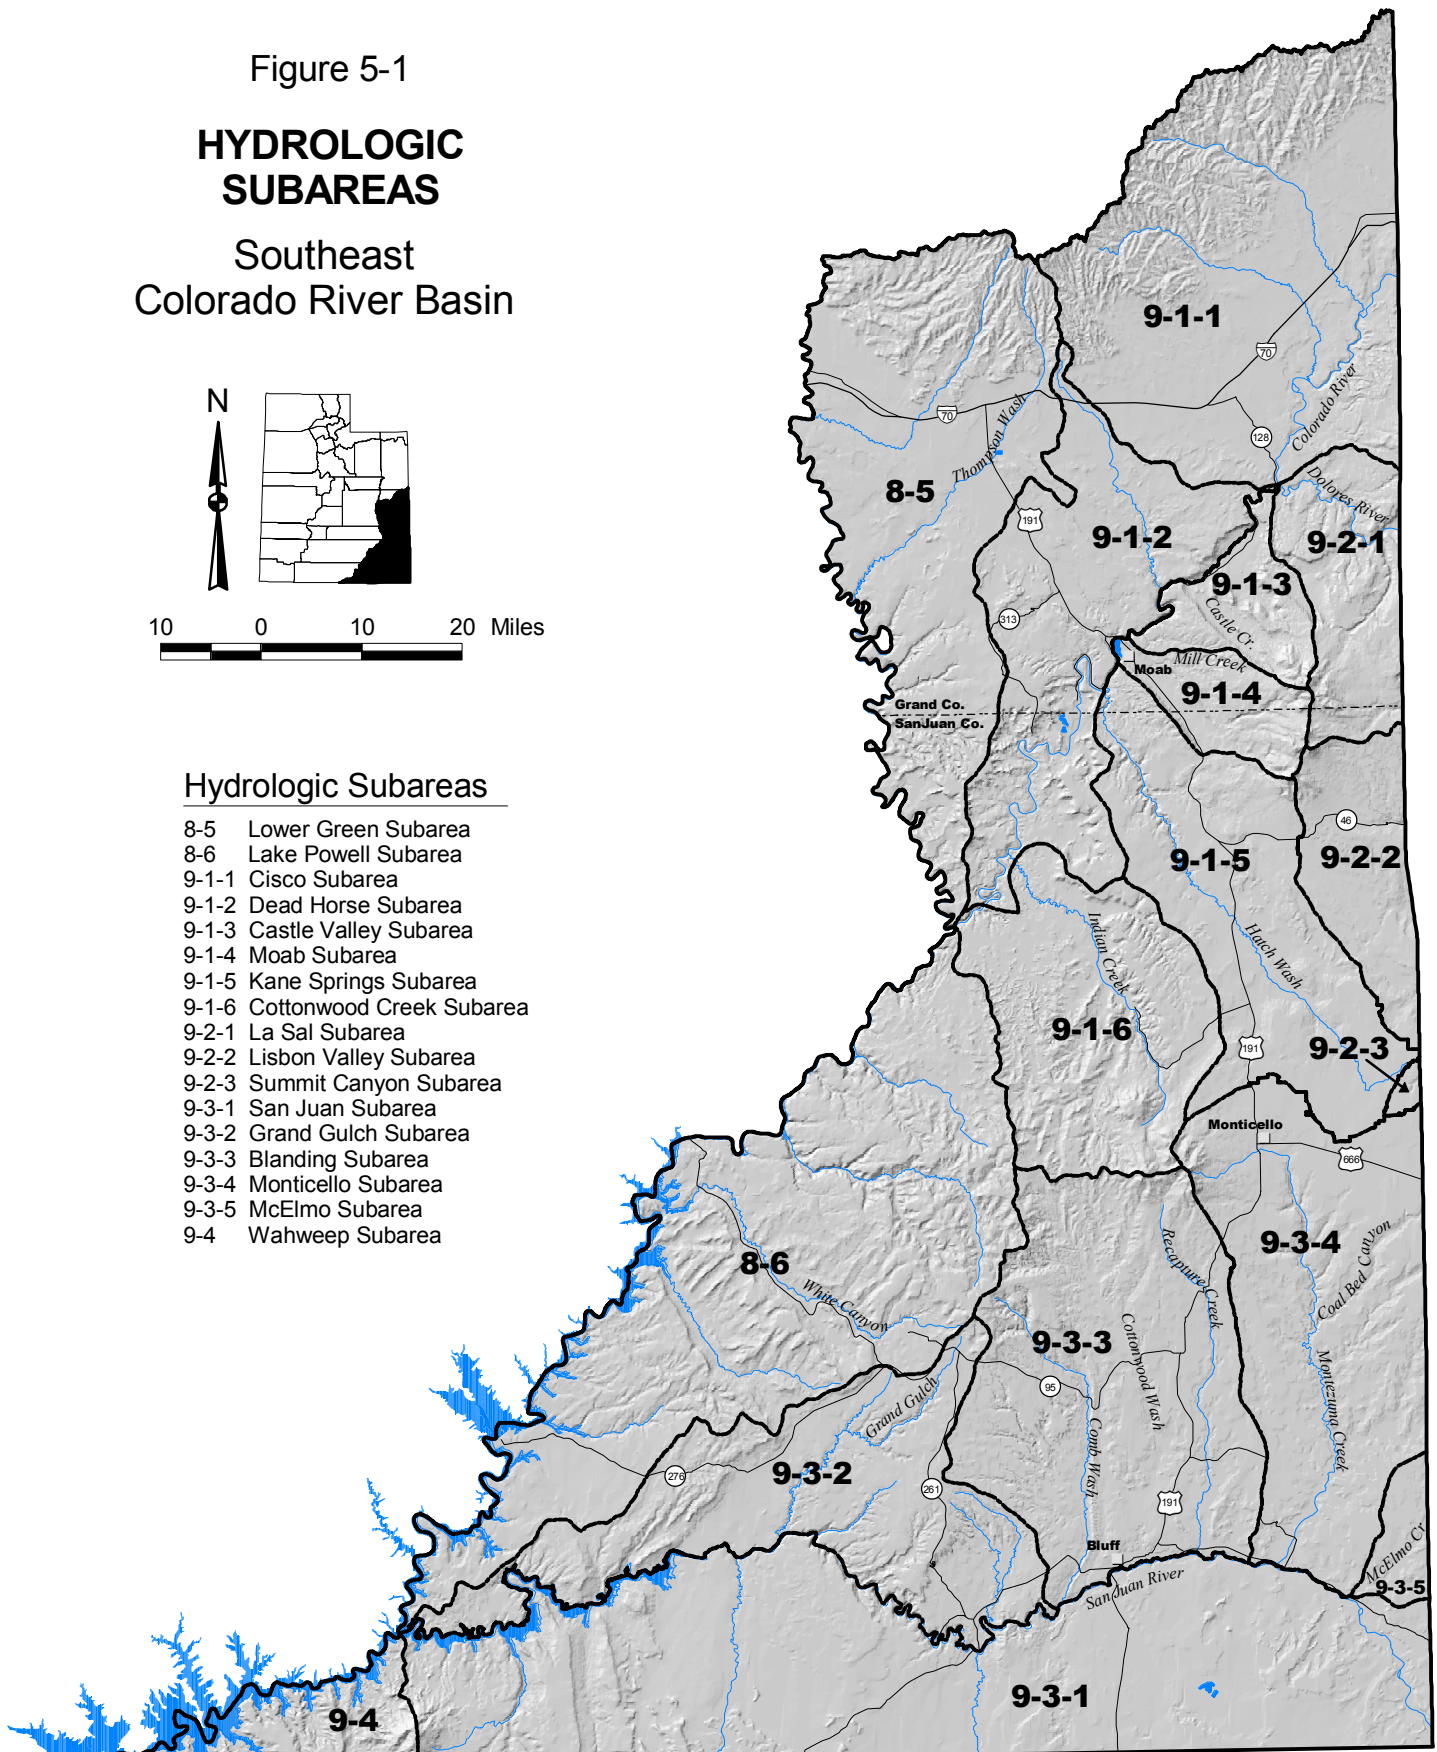 Figure 5-1
HYDROLOGIC
SUBAREAS
Southeast
Colorado River Basin
N
10 0 10 20 Miles
Hydrologic Subareas
8-5 Lower Green Subarea
8-6 Lake Powell Subarea
9-1-1 Cisco Subarea
9-1-2 Dead Horse Subarea
9-1-3 Castle Valley Subarea
9-1-4 Moab Subarea
9-1-5 Kane Springs Subarea
9-1-6 Cottonwood Creek Subarea
9-2-1 La Sal Subarea
9-2-2 Lisbon Valley Subarea
9-2-3 Summit Canyon Subarea
9-3-1 San Juan Subarea
9-3-2 Grand Gulch Subarea
9-3-3 Blanding Subarea
9-3-4 Monticello Subarea
9-3-5 McElmo Subarea
9-4 Wahweep Subarea
9-1-1
70
Colorado River
70
128
Thompson Wash
Dolores River
8-5
191
9-1-2
9-2-1
9-1-3
Castle Cr.
313
Mill Creek
Moab
9-1-4
Grand Co.
SanJuan Co.
46
9-1-5
9-2-2
Indian Creek
Hatch Wash
9-1-6
191
9-2-3
Monticello
666
8-6
White Canyon
Recapture Creek
9-3-4
Coal Bed Canyon
9-3-3
Cottonwood Wash
95
Grand Gulch
Comb Wash
Montezuma Creek
276
9-3-2
261
191
Bluff
San Juan River
McElmo Cr.
9-3-5
9-3-1
9-4